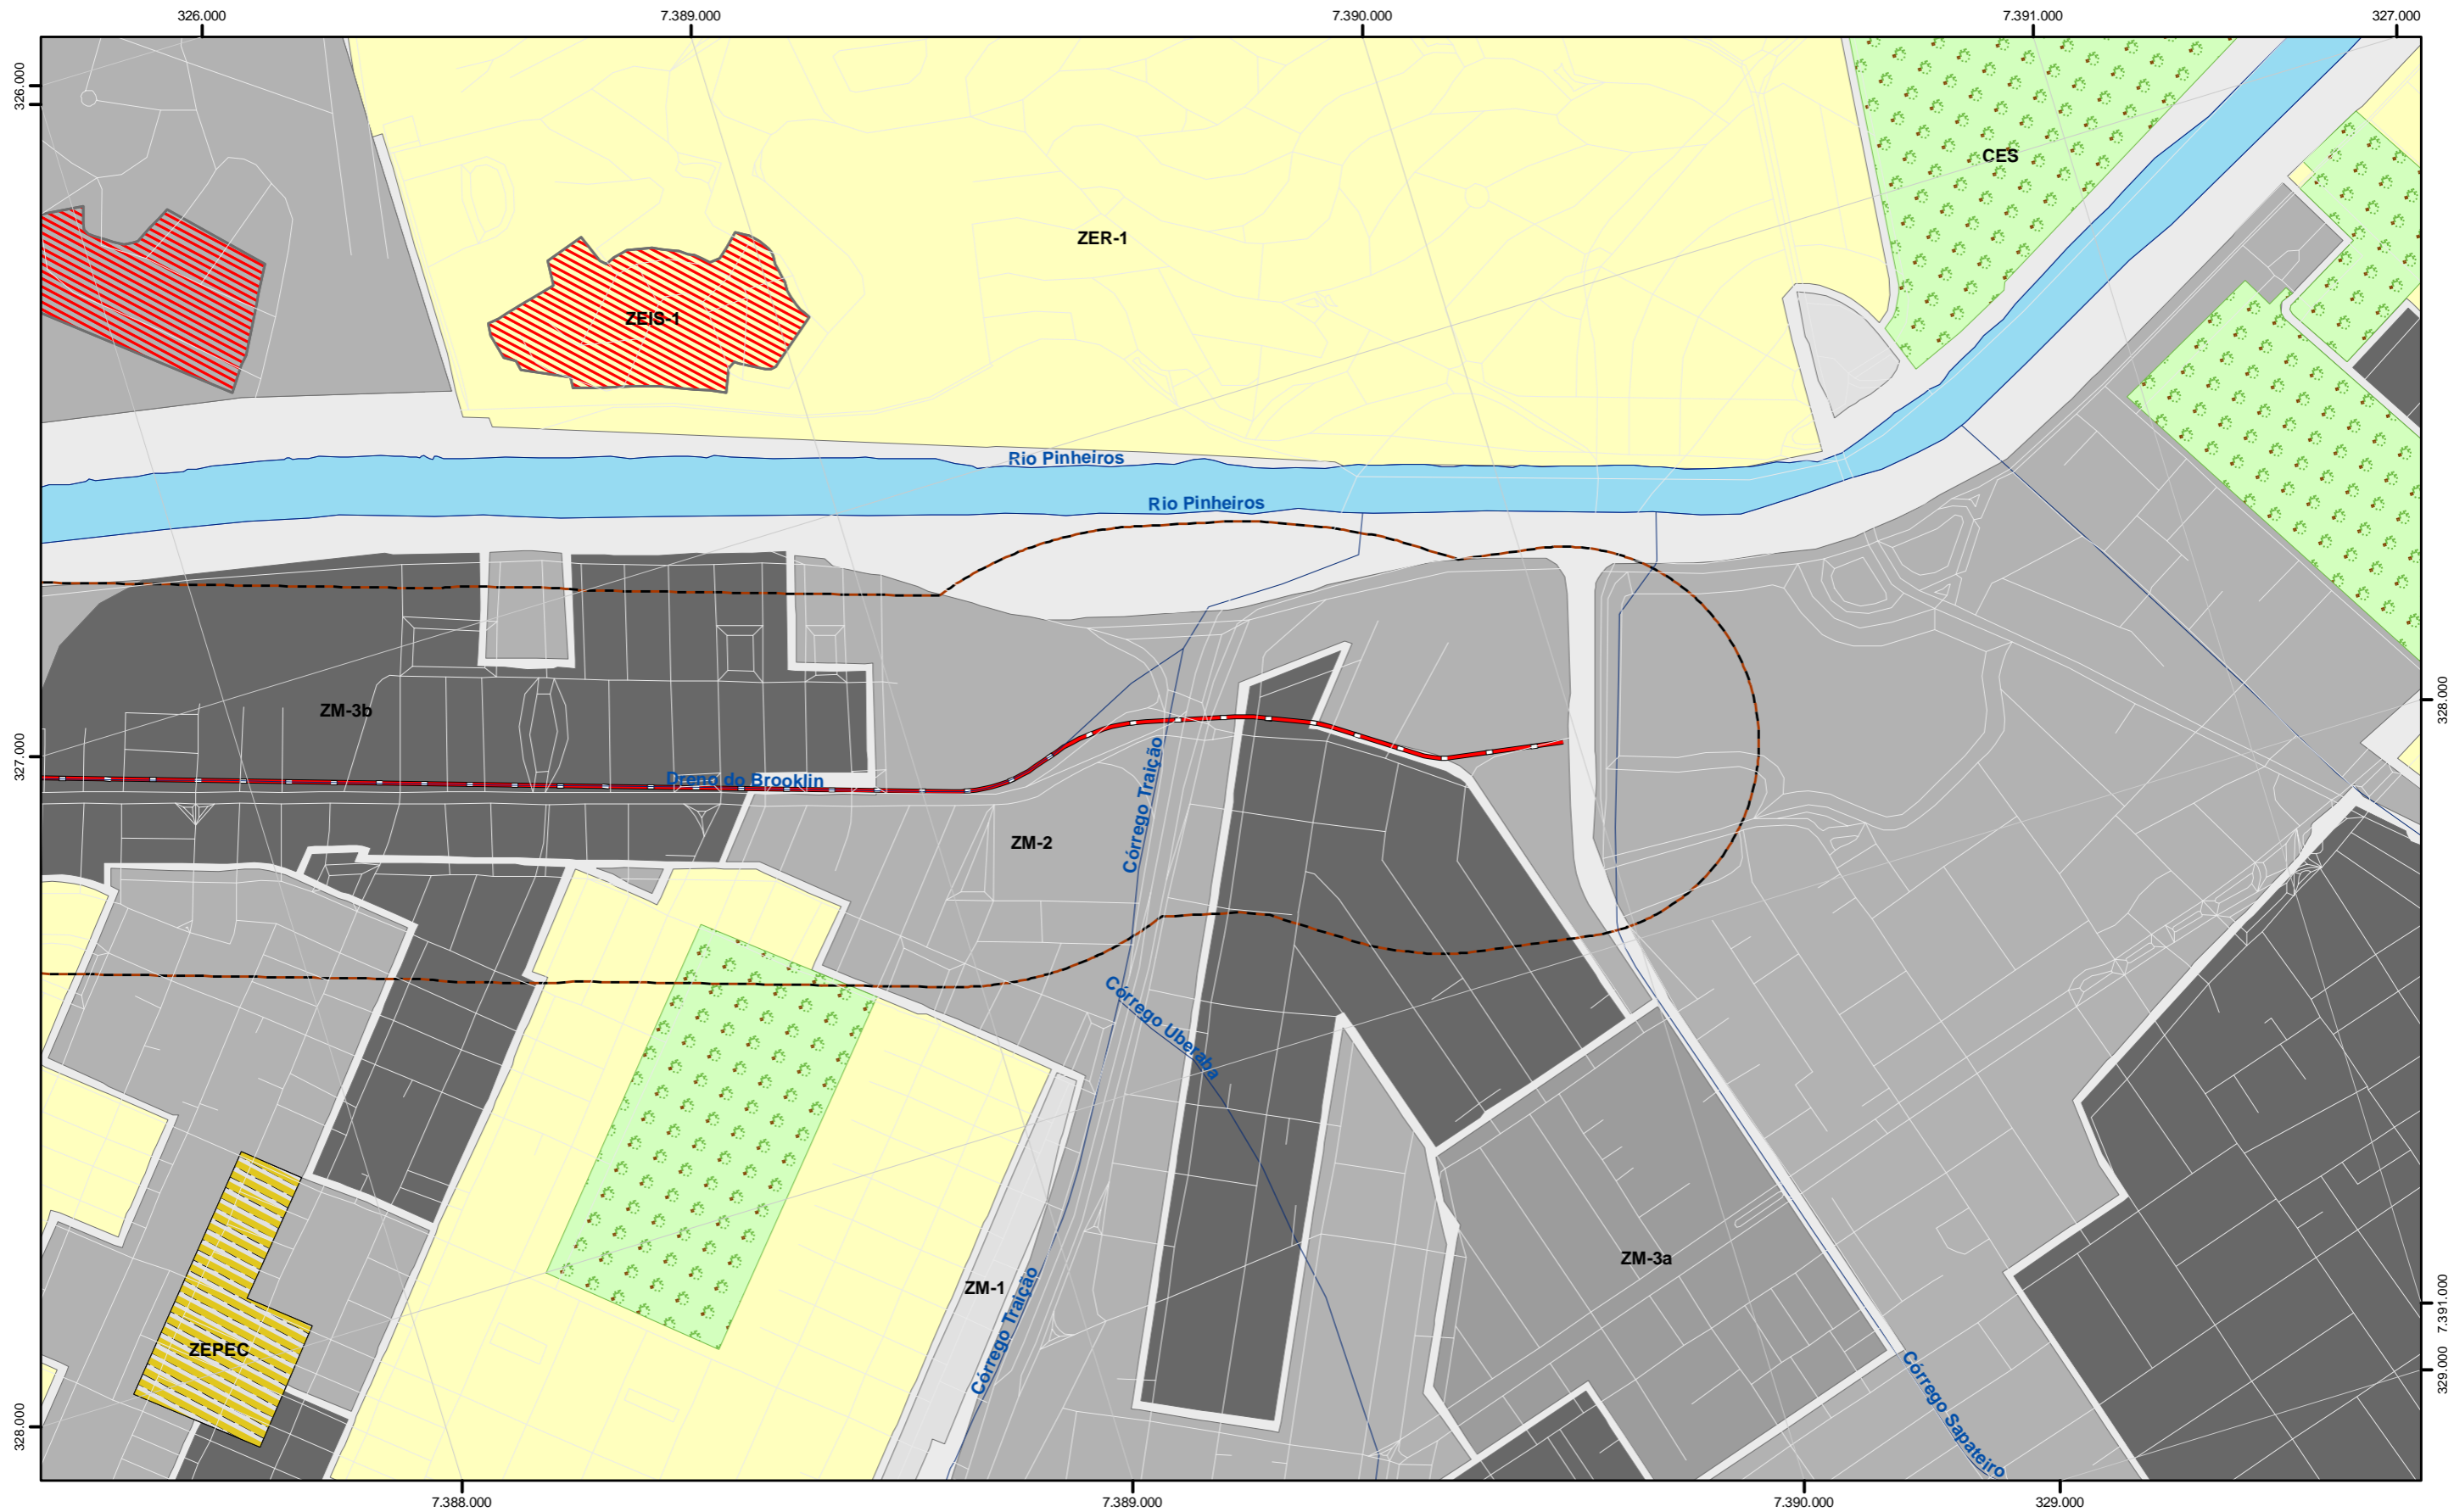 326.000
7.389.000
7.390.000
7.391.000
327.000
326.000
CES
ZER-1
ZEIS-1
Rio Pinheiros
Rio Pinheiros
328.000
ZM-3b
327.000
Dreno do Brooklin
Córrego Traição
ZM-2
Córrego Uberaba
ZM-3a
ZM-1
7.391.000
Córrego Traição
ZEPEC
329.000
Córrego Sapateiro
328.000
7.388.000
7.389.000
7.390.000
329.000